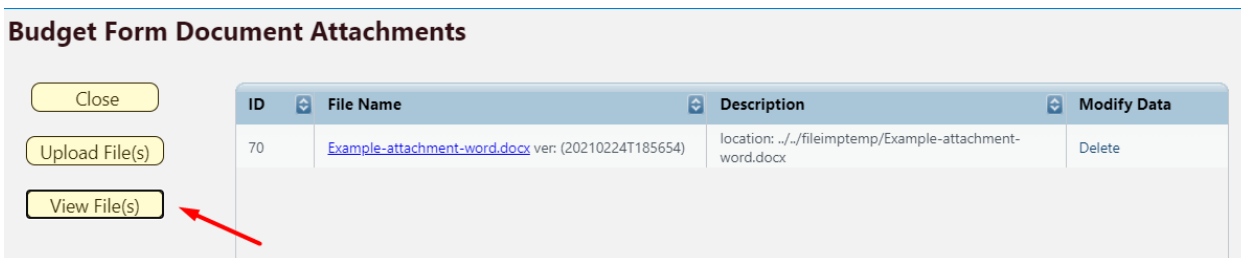 Budget Form Document Attachments
Close
Upload File(s)
View File(s)
ID File Name Description Modify Data
70 Example-attachment-word.docx ver: (20210224T185654) location: ../../fileimptemp/Example-attachment- Delete
word.docx